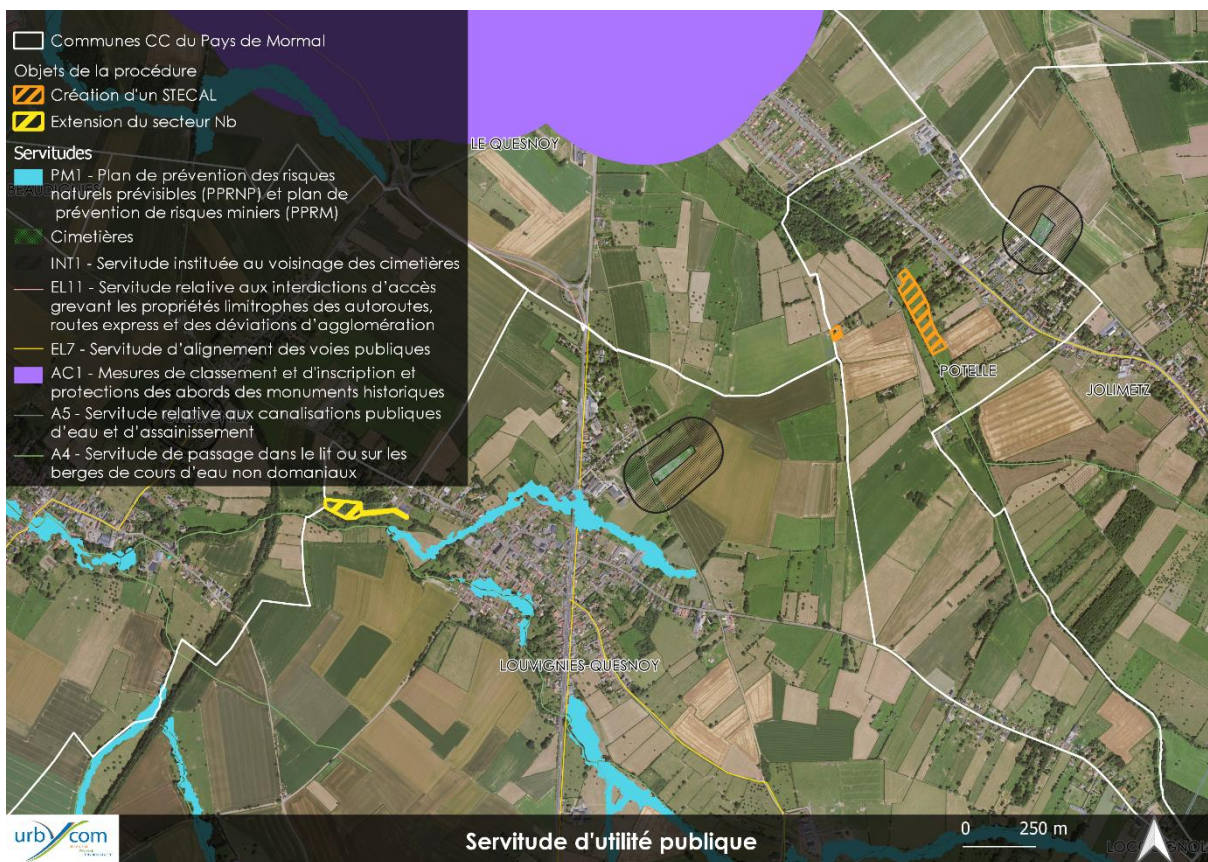 Communes CC du Pays de Mormal
Objets de la procédure
Création d'un STECAL
Extension du secteur Nb
Servitudes
PM1 - Plan de prévention des risques
naturels prévisibles (PPRNP) et plan de
prévention de risques miniers (PPRM)
Cimetières
INT1 - Servitude instituée au voisinage des cimetières
EL11 - Servitude relative aux interdictions d'accès
grevant les propriétés limitrophes des autoroutes,
routes express et des déviations d'agglomération
EL7 - Servitude d'alignement des voies publiques
AC1 - Mesures de classement et d'inscription et
protections des abords des monuments historiques
A5 - Servitude relative aux canalisations publiques
d'eau et d'assainissement
A4 - Servitude de passage dans le lit ou sur les
berges de cours d'eau non domaniaux
LE QUESNOY
POTELLE
JOLIMETZ
LOUVIGNIES-QUESNOY
urbycom
Servitude d'utilité publique
0 250 m